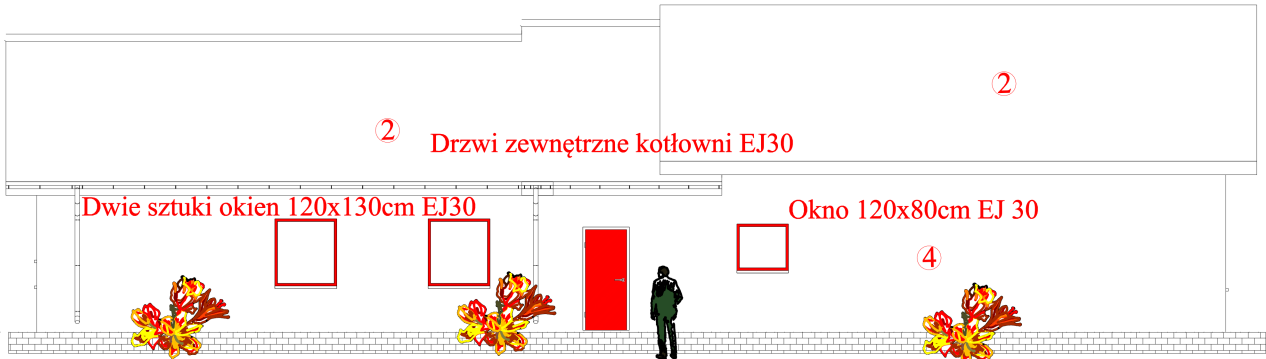 2
2
Drzwi zewnętrzne kotłowni EJ30
Dwie sztuki okien 120x130cm EJ30
Okno 120x80cm EJ 30
4